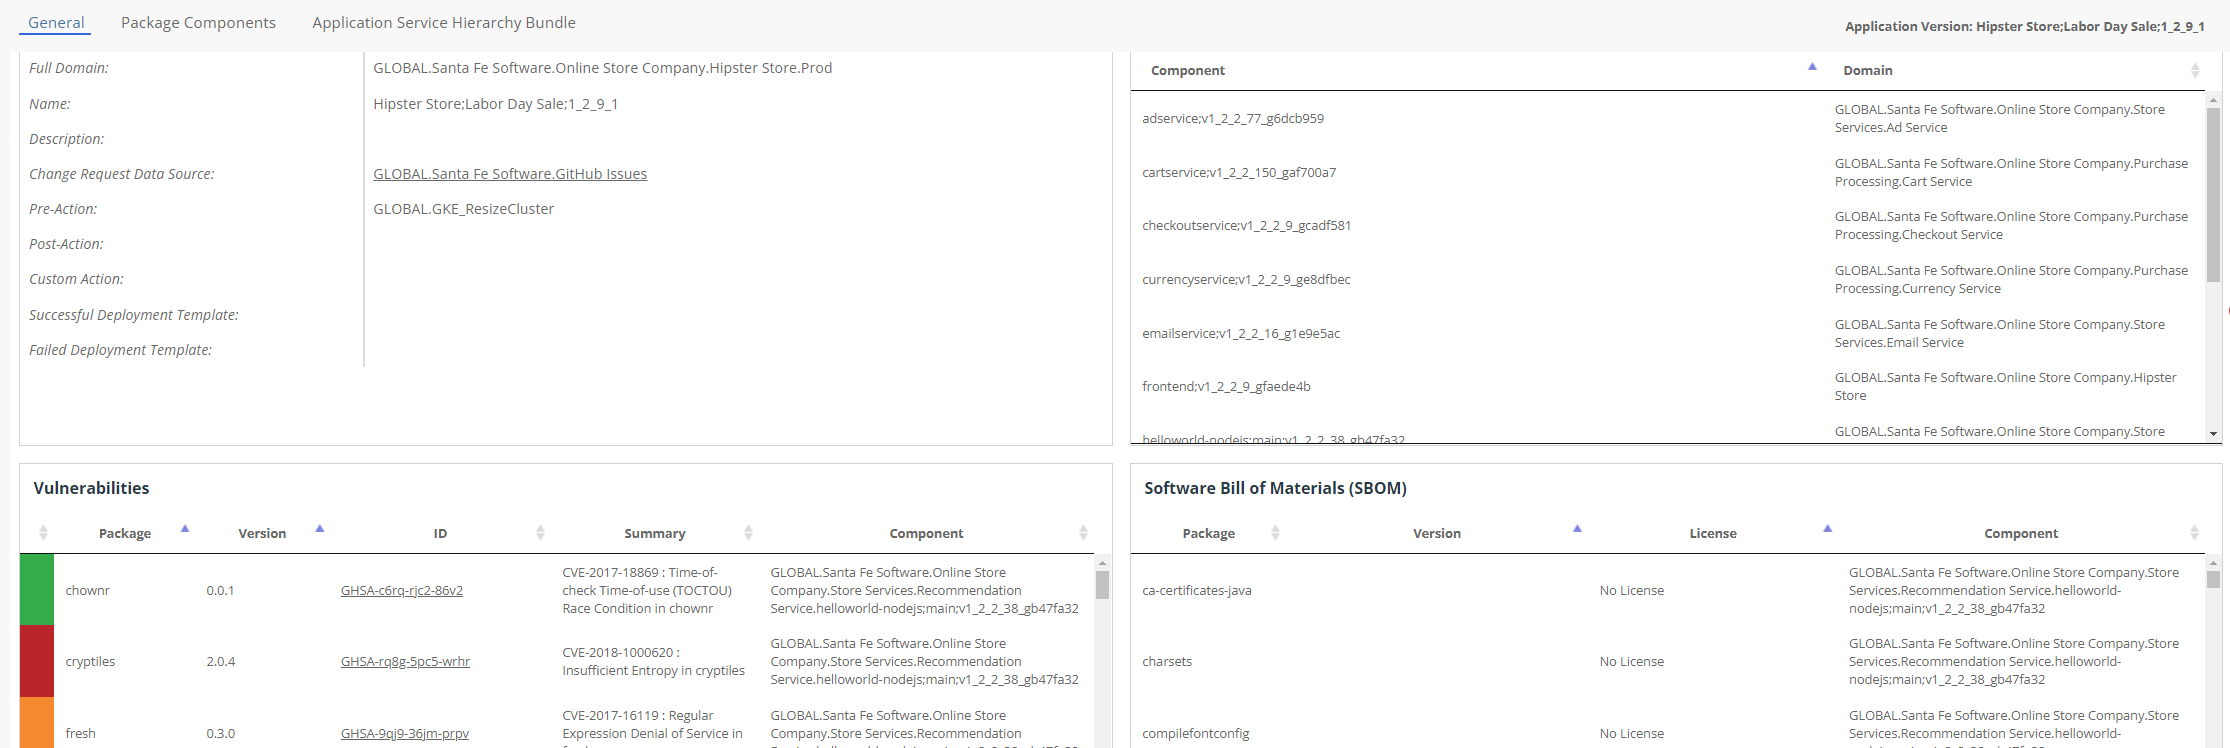 General Package Components Application Service Hierarchy Bundle
Application Version: Hipster Store;Labor Day Sale;1_2_9_1
Full Domain: GLOBAL.Santa Fe Software.Online Store Company.Hipster Store.Prod
Name: Hipster Store;Labor Day Sale;1_2_9_1
Description:
Change Request Data Source: GLOBAL.Santa Fe Software.GitHub Issues
Pre-Action: GLOBAL.GKE_ResizeCluster
Post-Action:
Custom Action:
Successful Deployment Template:
Failed Deployment Template:
Component Domain
adservice;v1_2_2_77_g6dcb959
GLOBAL.Santa Fe Software.Online Store Company.Store
Services.Ad Service
cartservice;v1_2_2_150_gaf700a7
GLOBAL.Santa Fe Software.Online Store Company.Purchase
Processing.Cart Service
checkoutservice;v1_2_2_9_gcadf581
GLOBAL.Santa Fe Software.Online Store Company.Purchase
Processing.Checkout Service
currencyservice;v1_2_2_9_ge8dfbec
GLOBAL.Santa Fe Software.Online Store Company.Purchase
Processing.Currency Service
emailservice;v1_2_2_16_g1e9e5ac
GLOBAL.Santa Fe Software.Online Store Company.Store
Services.Email Service
frontend;v1_2_2_9_gfaede4b
GLOBAL.Santa Fe Software.Online Store Company.Hipster
Store
helloworld-nodejs;main;v1_2_2_38_gb47fa32
GLOBAL.Santa Fe Software.Online Store Company.Store
Vulnerabilities
Package Version ID Summary Component
chownr 0.0.1 GHSA-c6rq-rjc2-86v2
CVE-2017-18869 : Time-of-
check Time-of-use (TOCTOU)
Race Condition in chownr
GLOBAL.Santa Fe Software.Online Store
Company.Store Services.Recommendation
Service.helloworld-nodejs;main;v1_2_2_38_gb47fa32
cryptiles 2.0.4 GHSA-rq8g-5pc5-wrhr
CVE-2018-1000620 :
Insufficient Entropy in cryptiles
GLOBAL.Santa Fe Software.Online Store
Company.Store Services.Recommendation
Service.helloworld-nodejs;main;v1_2_2_38_gb47fa32
fresh 0.3.0 GHSA-9qj9-36jm-prpv
CVE-2017-16119 : Regular
Expression Denial of Service in
GLOBAL.Santa Fe Software.Online Store
Company.Store Services.Recommendation
Software Bill of Materials (SBOM)
Package Version License Component
ca-certificates-java No License
GLOBAL.Santa Fe Software.Online Store Company.Store
Services.Recommendation Service.helloworld-
nodejs;main;v1_2_2_38_gb47fa32
charsets No License
GLOBAL.Santa Fe Software.Online Store Company.Store
Services.Recommendation Service.helloworld-
nodejs;main;v1_2_2_38_gb47fa32
compilefontconfig No License
GLOBAL.Santa Fe Software.Online Store Company.Store
Services.Recommendation Service.helloworld-